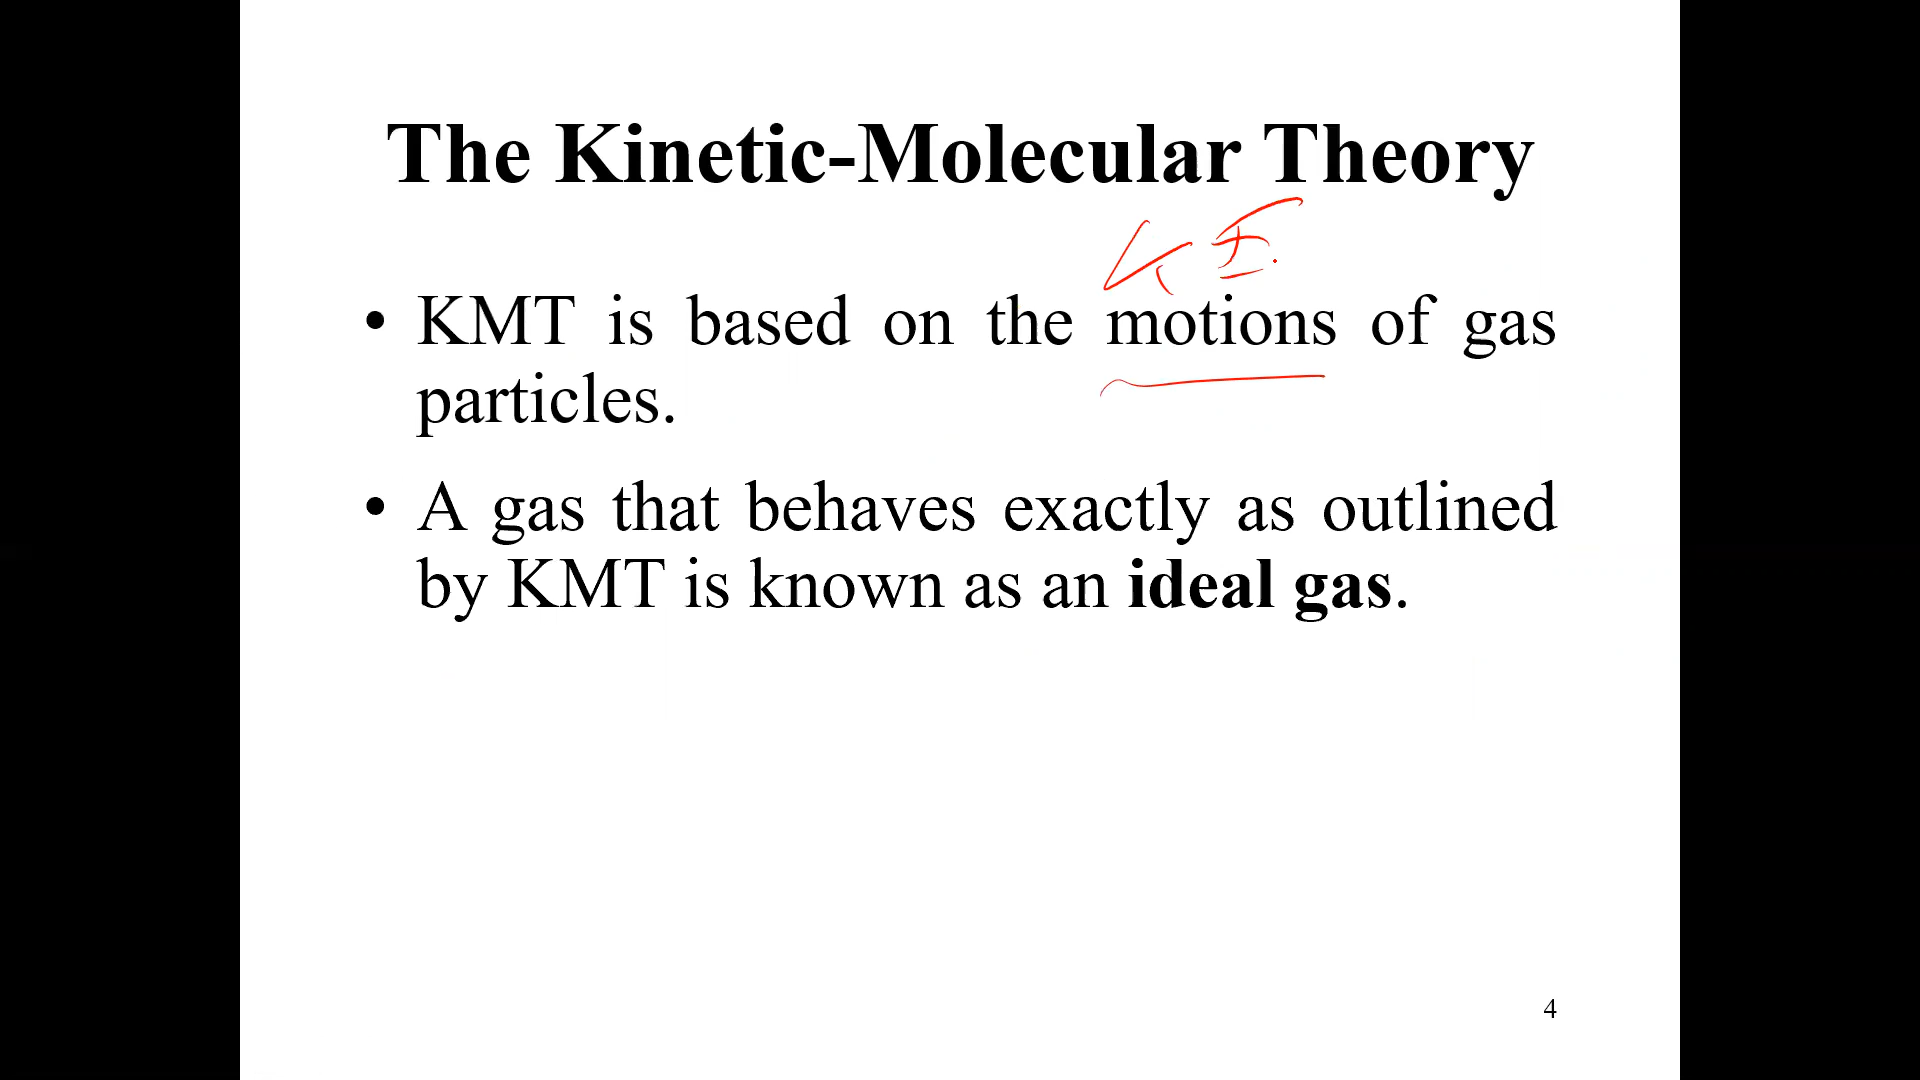 The Kinetic-Molecular Theory
KE.
• KMT is based on the motions of gas
particles.
• A gas that behaves exactly as outlined
by KMT is known as an ideal gas.
4